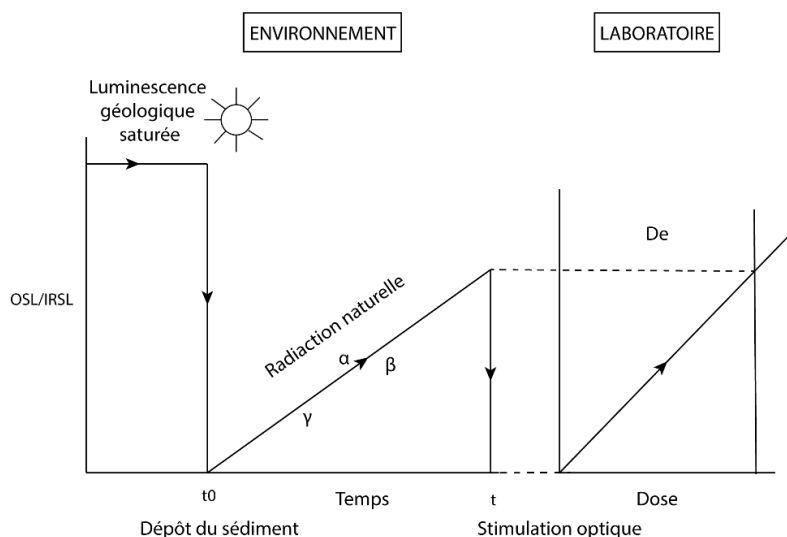 ENVIRONNEMENT
LABORATOIRE
Luminescence
géologique
saturée
De
OSL/IRSL
Radiaction naturelle
α
β
γ
t0
Temps
t
Dose
Dépôt du sédiment
Stimulation optique